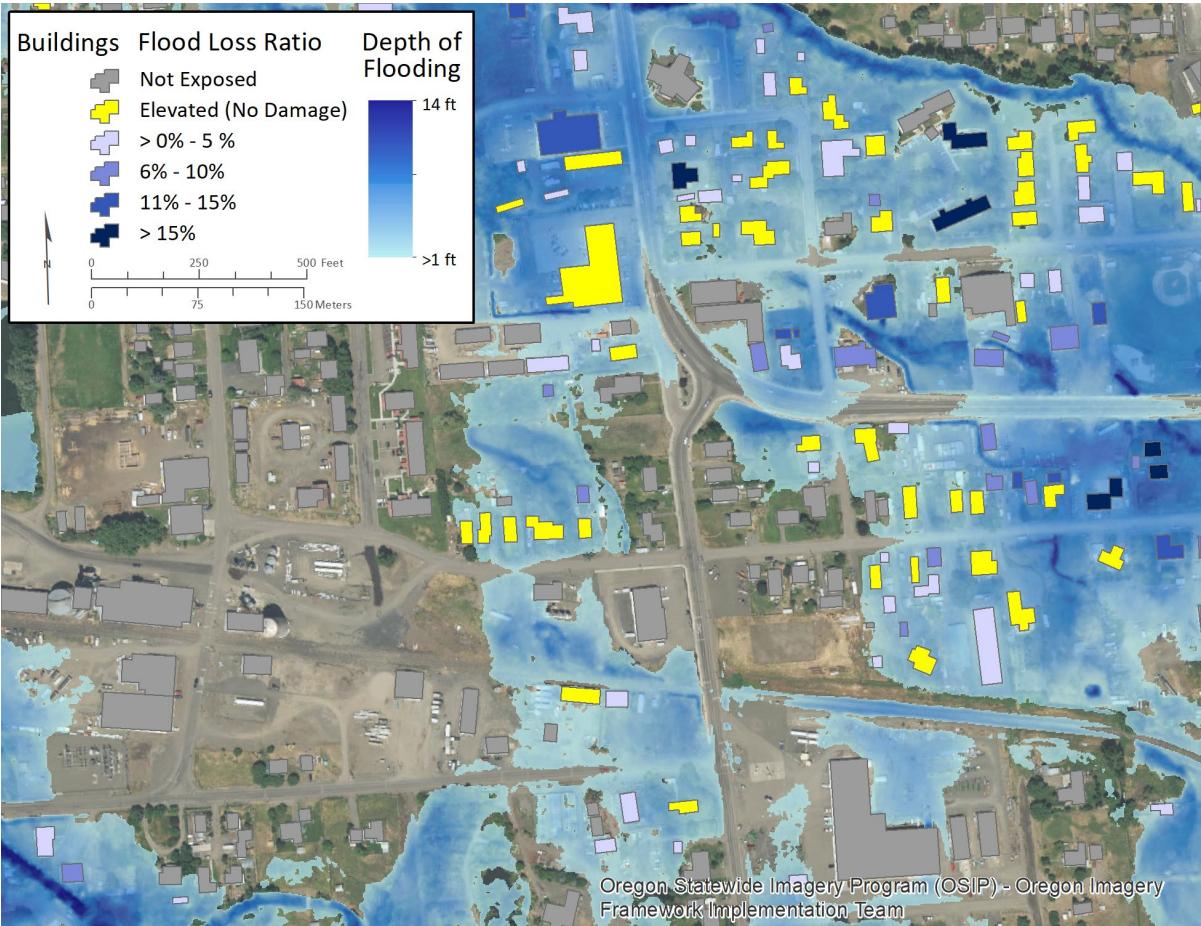 Buildings Flood Loss Ratio
Not Exposed
Elevated (No Damage)
> 0% - 5 %
6% - 10%
11% - 15%
> 15%
Depth of
Flooding
14 ft
>1 ft
N
0 250 500 Feet
0 75 150 Meters
Oregon Statewide Imagery Program (OSIP) - Oregon Imagery
Framework Implementation Team